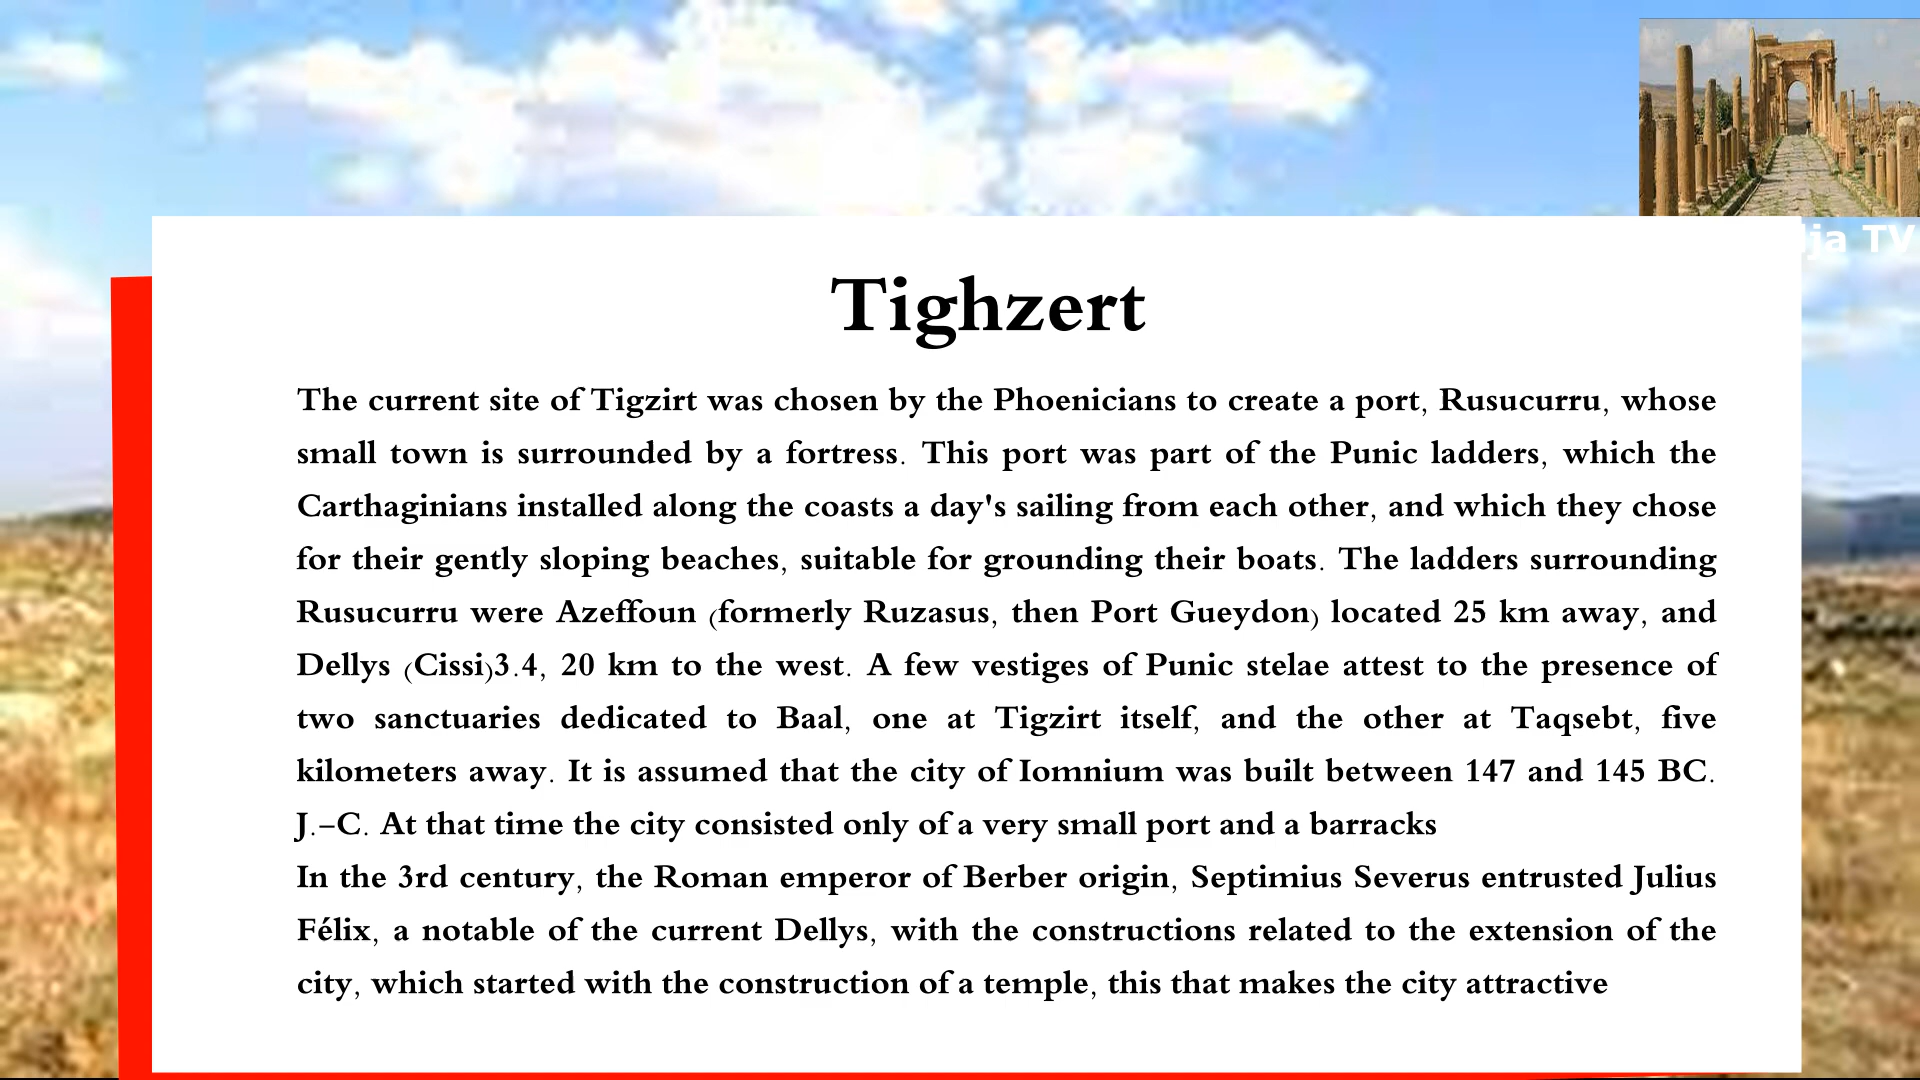 ja TV
Tighzert
The current site of Tigzirt was chosen by the Phoenicians to create a port, Rusucurru, whose
small town is surrounded by a fortress. This port was part of the Punic ladders, which the
Carthaginians installed along the coasts a day's sailing from each other, and which they chose
for their gently sloping beaches, suitable for grounding their boats. The ladders surrounding
Rusucurru were Azeffoun (formerly Ruzasus, then Port Gueydon) located 25 km away, and
Dellys (Cissi)3.4, 20 km to the west. A few vestiges of Punic stelae attest to the presence of
two sanctuaries dedicated to Baal, one at Tigzirt itself, and the other at Taqsebt, five
kilometers away. It is assumed that the city of Iomnium was built between 147 and 145 BC.
J.–C. At that time the city consisted only of a very small port and a barracks
In the 3rd century, the Roman emperor of Berber origin, Septimius Severus entrusted Julius
Félix, a notable of the current Dellys, with the constructions related to the extension of the
city, which started with the construction of a temple, this that makes the city attractive